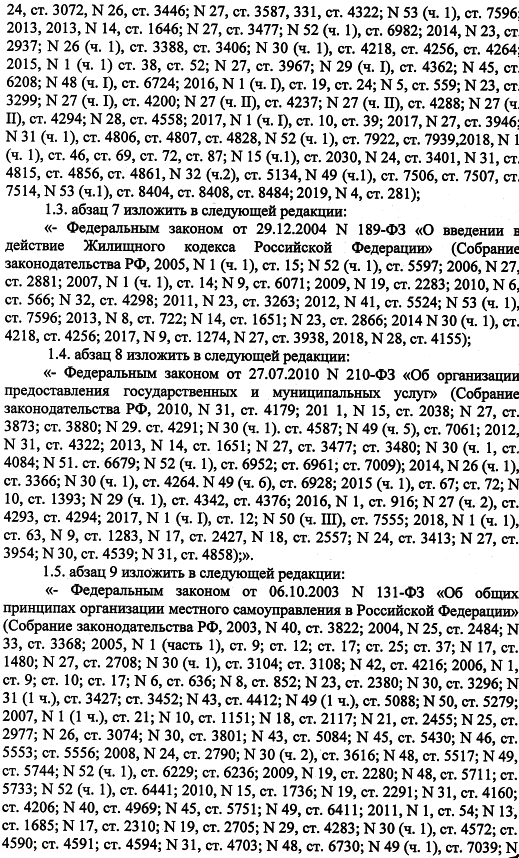 24, ст. 3072, N 26, ст. 3446; N 27, ст. 3587, 331, ст. 4322; N 53 (ч. 1), ст. 7596;
2013, 2013, N 14, ст. 1646; N 27, ст. 3477; N 52 (ч. 1), ст. 6982; 2014, N 23, ст.
2937; N 26 (ч. 1), ст. 3388, ст. 3406; N 30 (ч. 1), ст. 4218, ст. 4256, ст. 4264;
2015, N 1 (ч. 1) ст. 38, ст. 52; N 27, ст. 3967; N 29 (ч. I), ст. 4362; N 45, ст.
6208; N 48 (ч. I), ст. 6724; 2016, N 1 (ч. I), ст. 19, ст. 24; N 5, ст. 559; N 23, ст.
3299; N 27 (ч. I), ст. 4200; N 27 (ч. II), ст. 4237; N 27 (ч. II), ст. 4288; N 27 (ч.
II), ст. 4294; N 28, ст. 4558; 2017, N 1 (ч. I), ст. 10, ст. 39; 2017, N 27, ст. 3946;
N 31 (ч. 1), ст. 4806, ст. 4807, ст. 4828, N 52 (ч. 1), ст. 7922, ст. 7939,2018, N 1
(ч. 1), ст. 46, ст. 69, ст. 72, ст. 87; N 15 (ч.1), ст. 2030, N 24, ст. 3401, N 31, ст.
4815, ст. 4856, ст. 4861, N 32 (ч.2), ст. 5134, N 49 (ч.1), ст. 7506, ст. 7507, ст.
7514, N 53 (ч.1), ст. 8404, ст. 8408, ст. 8484; 2019, N 4, ст. 281);
1.3. абзац 7 изложить в следующей редакции:
«- Федеральным законом от 29.12.2004 N 189-ФЗ «О введении в
действие Жилищного кодекса Российской Федерации» (Собрание
законодательства РФ, 2005, N 1 (ч. 1), ст. 15; N 52 (ч. 1), ст. 5597; 2006, N 27,
ст. 2881; 2007, N 1 (ч. 1), ст. 14; N 9, ст. 6071; 2009, N 19, ст. 2283; 2010, N 6,
ст. 566; N 32, ст. 4298; 2011, N 23, ст. 3263; 2012, N 41, ст. 5524; N 53 (ч. 1),
ст. 7596; 2013, N 8, ст. 722; N 14, ст. 1651; N 23, ст. 2866; 2014 N 30 (ч. 1), ст.
4218, ст. 4256; 2017, N 9, ст. 1274, N 27, ст. 3938, 2018, N 28, ст. 4155);
1.4. абзац 8 изложить в следующей редакции:
«- Федеральным законом от 27.07.2010 N 210-ФЗ «Об организации
предоставления государственных и муниципальных услуг» (Собрание
законодательства РФ, 2010, N 31, ст. 4179; 201 1, N 15, ст. 2038; N 27, ст.
3873; ст. 3880; N 29. ст. 4291; N 30 (ч. 1). ст. 4587; N 49 (ч. 5), ст. 7061; 2012,
N 31, ст. 4322; 2013, N 14, ст. 1651; N 27, ст. 3477; ст. 3480; N 30 (ч. 1, ст.
4084; N 51. ст. 6679; N 52 (ч. 1), ст. 6952; ст. 6961; ст. 7009); 2014, N 26 (ч. 1),
ст. 3366; N 30 (ч. 1), ст. 4264. N 49 (ч. 6), ст. 6928; 2015 (ч. 1), ст. 67; ст. 72; N
10, ст. 1393; N 29 (ч. 1), ст. 4342, ст. 4376; 2016, N 1, ст. 916; N 27 (ч. 2), ст.
4293, ст. 4294; 2017, N 1 (ч. I), ст. 12; N 50 (ч. III), ст. 7555; 2018, N 1 (ч. 1),
ст. 63, N 9, ст. 1283, N 17, ст. 2427, N 18, ст. 2557; N 24, ст. 3413; N 27, ст.
3954; N 30, ст. 4539; N 31, ст. 4858);».
1.5. абзац 9 изложить в следующей редакции:
«- Федеральным законом от 06.10.2003 N 131-ФЗ «Об общих
принципах организации местного самоуправления в Российской Федерации»
(Собрание законодательства РФ, 2003, N 40, ст. 3822; 2004, N 25, ст. 2484; N
33, ст. 3368; 2005, N 1 (часть 1), ст. 9; ст. 12; ст. 17; ст. 25; ст. 37; N 17, ст.
1480; N 27, ст. 2708; N 30 (ч. 1), ст. 3104; ст. 3108; N 42, ст. 4216; 2006, N 1,
ст. 9; ст. 10; ст. 17; N 6, ст. 636; N 8, ст. 852; N 23, ст. 2380; N 30, ст. 3296; N
31 (1 ч.), ст. 3427; ст. 3452; N 43, ст. 4412; N 49 (1 ч.), ст. 5088; N 50, ст. 5279;
2007, N 1 (1 ч.), ст. 21; N 10, ст. 1151; N 18, ст. 2117; N 21, ст. 2455; N 25, ст.
2977; N 26, ст. 3074; N 30, ст. 3801; N 43, ст. 5084; N 45, ст. 5430; N 46, ст.
5553; ст. 5556; 2008, N 24, ст. 2790; N 30 (ч. 2), ст. 3616; N 48, ст. 5517; N 49,
ст. 5744; N 52 (ч. 1), ст. 6229; ст. 6236; 2009, N 19, ст. 2280; N 48, ст. 5711; ст.
5733; N 52 (ч. 1), ст. 6441; 2010, N 15, ст. 1736; N 19, ст. 2291; N 31, ст. 4160;
ст. 4206; N 40, ст. 4969; N 45, ст. 5751; N 49, ст. 6411; 2011, N 1, ст. 54; N 13,
ст. 1685; N 17, ст. 2310; N 19, ст. 2705; N 29, ст. 4283; N 30 (ч. 1), ст. 4572; ст.
4590; ст. 4591; ст. 4594; N 31, ст. 4703; N 48, ст. 6730; N 49 (ч. 1), ст. 7039; N